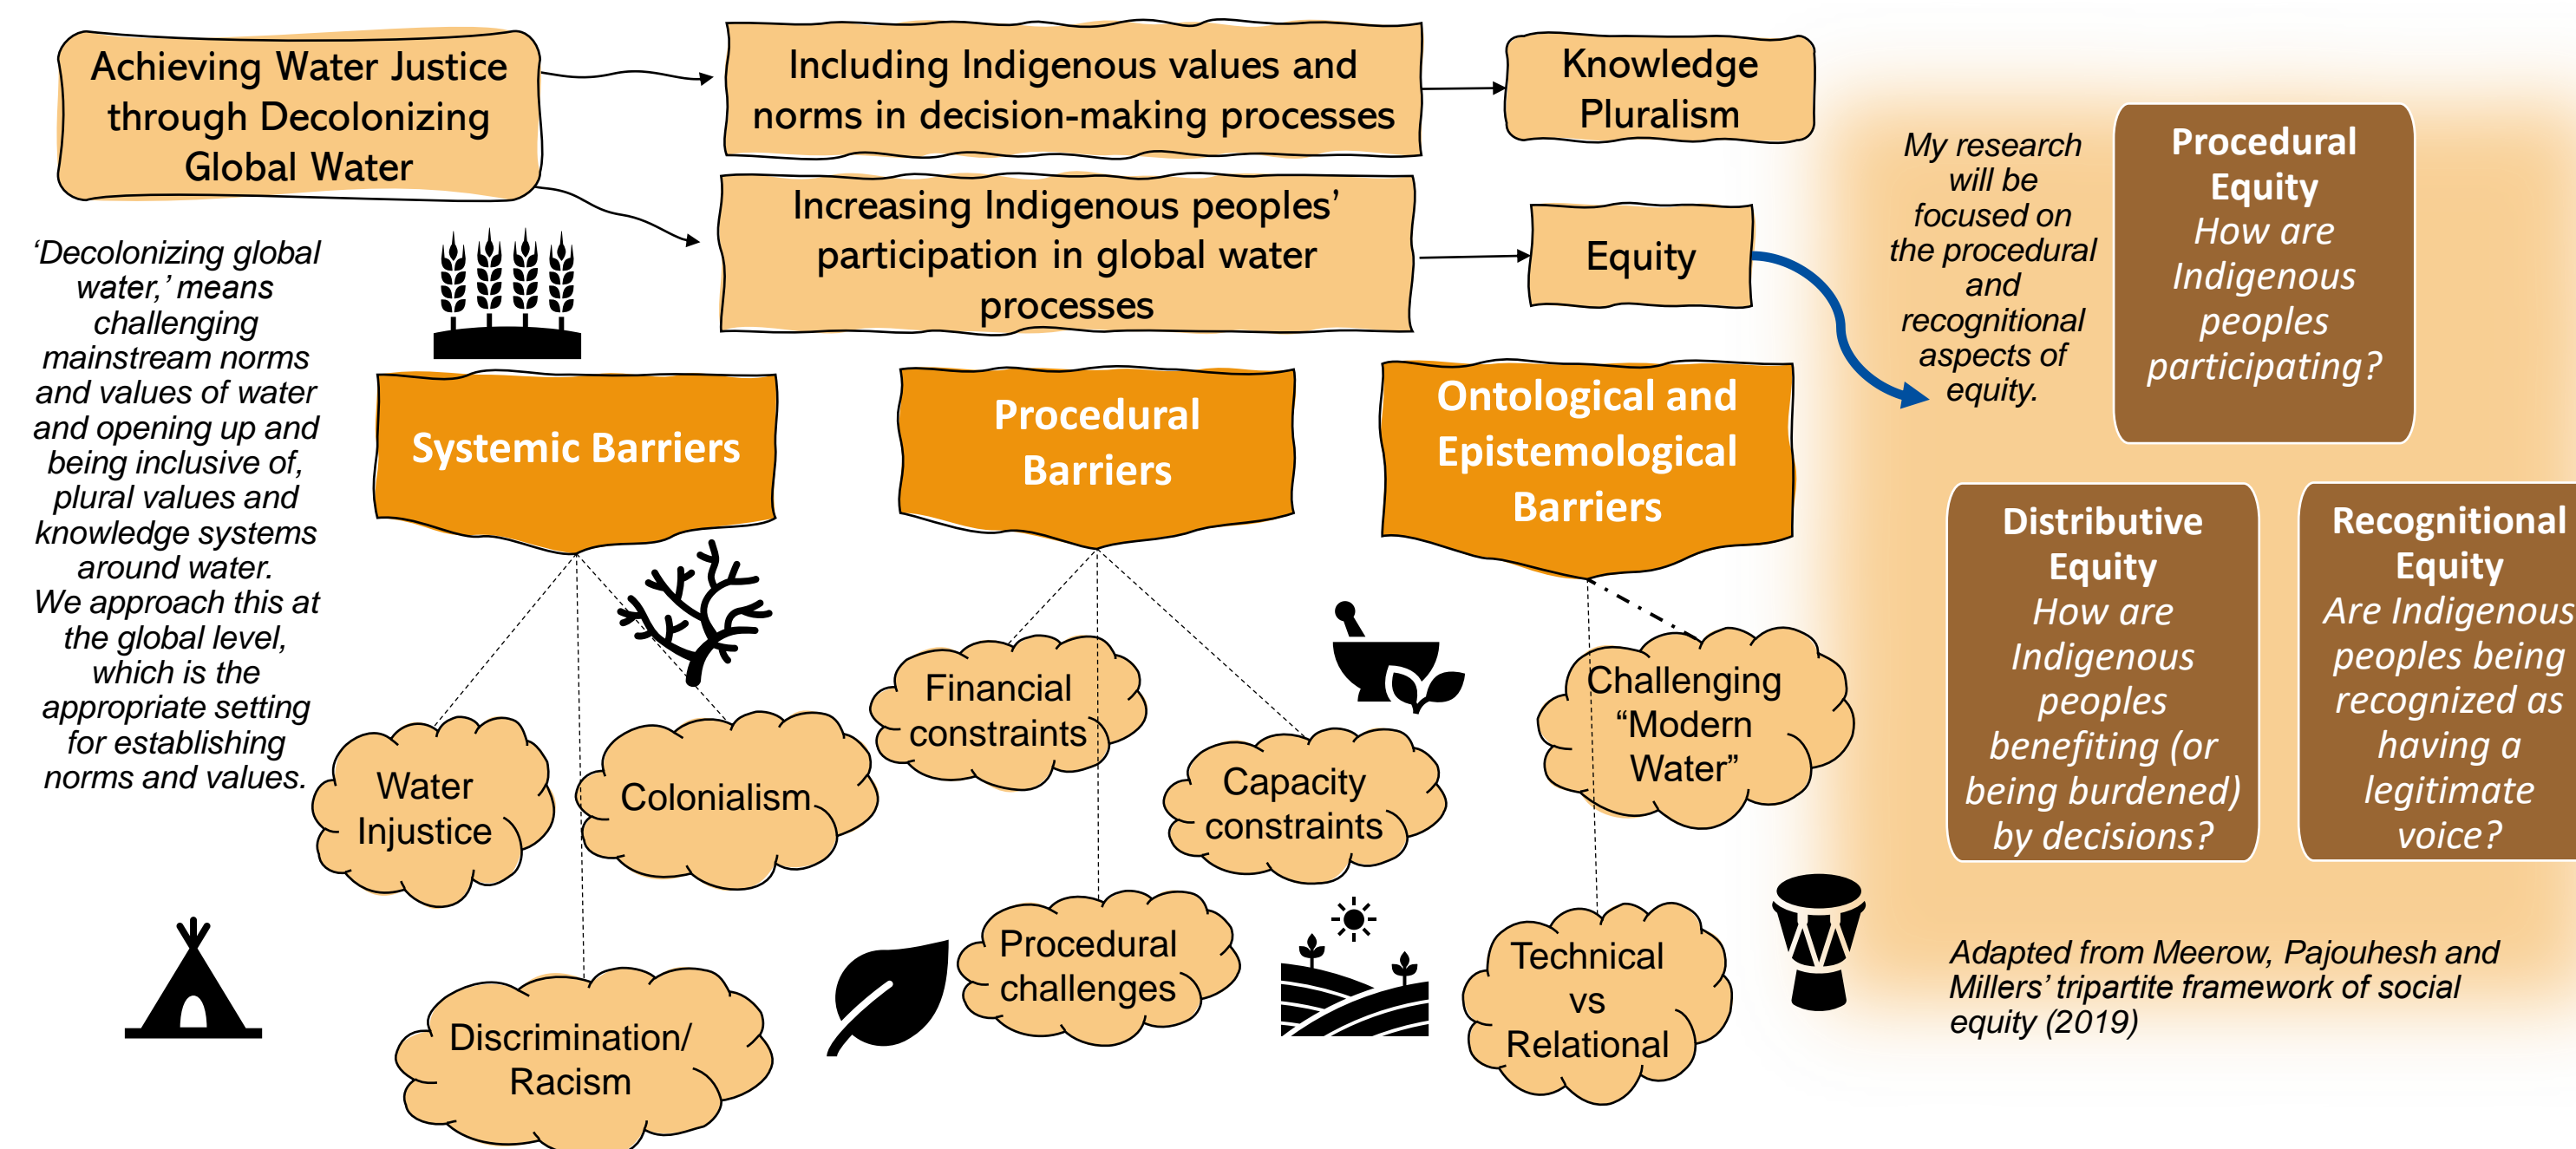 Achieving Water Justice
through Decolonizing
Global Water
Including Indigenous values and
norms in decision-making processes
Knowledge
Pluralism
Increasing Indigenous peoples'
participation in global water
processes
Equity
'Decolonizing global
water,' means
challenging
mainstream norms
and values of water
and opening up and
being inclusive of,
plural values and
knowledge systems
around water.
We approach this at
the global level,
which is the
appropriate setting
for establishing
norms and values.
Systemic Barriers
Water
Injustice
Colonialism
Discrimination/
Racism
Procedural
Barriers
Financial
constraints
Capacity
constraints
Procedural
challenges
Ontological and
Epistemological
Barriers
Challenging
“Modern
Water”
Technical
vs
Relational
My research
will be
focused on
the procedural
and
recognitional
aspects of
equity.
Procedural
Equity
How are
Indigenous
peoples
participating?
Distributive
Equity
How are
Indigenous
peoples
benefiting (or
being burdened)
by decisions?
Recognitional
Equity
Are Indigenous
peoples being
recognized as
having a
legitimate
voice?
Adapted from Meerow, Pajouhesh and
Millers' tripartite framework of social
equity (2019)